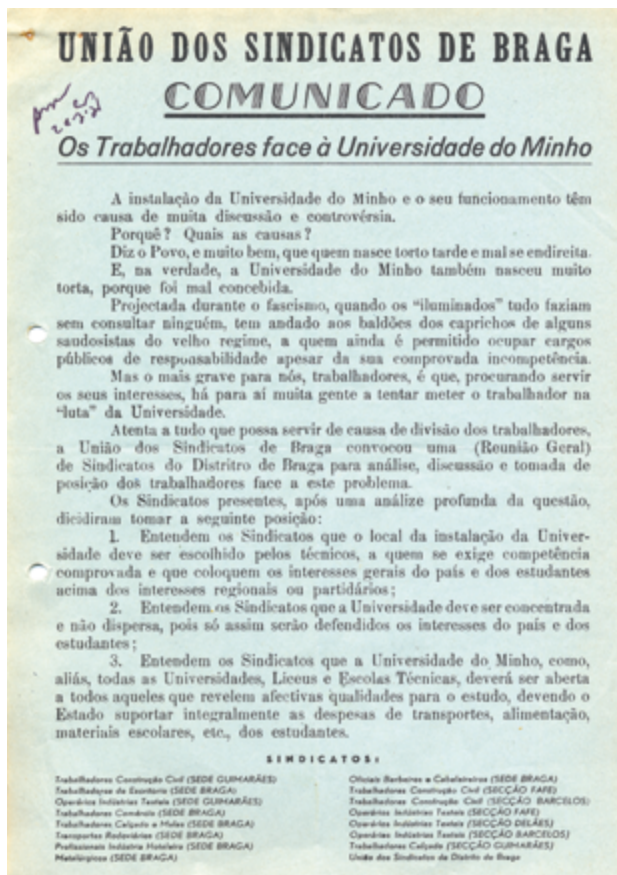 UNIÃO DOS SINDICATOS DE BRAGA
COMUNICADO
Os Trabalhadores face à Universidade do Minho
A instalação da Universidade do Minho e o seu funcionamento têm
sido causa de muita discussão e controvérsia.
Porquê? Quais as causas?
Diz o Povo, e muito bem, que quem nasce torto tarde e mal se endireita.
E, na verdade, a Universidade do Minho também nasceu muito
torta, porque foi mal concebida.
Projectada durante o fascismo, quando os "iluminados" tudo faziam
sem consultar ninguém, tem andado aos baldões dos caprichos de alguns
saudosistas do velho regime, a quem ainda é permitido ocupar cargos
públicos de responsabilidade apesar da sua comprovada incompetência.
Mas o mais grave para nós, trabalhadores, é que, procurando servir
os seus interesses, há para aí muita gente a tentar meter o trabalhador na
"luta" da Universidade.
Atenta a tudo que possa servir de causa de divisão dos trabalhadores,
a União dos Sindicatos de Braga convocou uma (Reunião Geral)
de Sindicatos do Distritro de Braga para análise, discussão e tomada de
posição dos trabalhadores face a este problema.
Os Sindicatos presentes, após uma análize profunda da questão,
dicidiram tomar a seguinte posição:
1. Entendem os Sindicatos que o local da instalação da Univer-
sidade deve ser escolhido pelos técnicos, a quem se exige competência
comprovada e que coloquem os interesses gerais do país e dos estudantes
acima dos interesses regionais ou partidários;
2. Entendem os Sindicatos que a Universidade deve ser concentrada
e não dispersa, pois só assim serão defendidos os interesses do país e dos
estudantes;
3. Entendem os Sindicatos que a Universidade do Minho, como,
aliás, todas as Universidades, Liceus e Escolas Técnicas, deverá ser aberta
a todos aqueles que revelem afectivas qualidades para o estudo, devendo o
Estado suportar integralmente as despesas de transportes, alimentação,
materiais escolares, etc., dos estudantes.
SINDICATOS:
Trabalhadores Construção Civil (SEDE GUIMARÃES)
Trabalhadores de Escritório (SEDE BRAGA)
Operários Indústrias Texteis (SEDE GUIMARÃES)
Trabalhadores Comércio (SEDE BRAGA)
Trabalhadores Calçado e Malas (SEDE BRAGA)
Transportes Rodoviários (SEDE BRAGA)
Profissionais Indústria Hoteleira (SEDE BRAGA)
Metalúrgicos (SEDE BRAGA)
Oficiais Barbeiros e Cabeleireiros (SEDE BRAGA)
Trabalhadores Construção Civil (SECÇÃO FAFE)
Trabalhadores Construção Civil (SECÇÃO BARCELOS)
Operários Indústrias Texteis (SECÇÃO FAFE)
Operários Indústrias Texteis (SECÇÃO DELÃES)
Operários Indústrias Texteis (SECÇÃO BARCELOS)
Trabalhadores Calçado (SECÇÃO GUIMARÃES)
União dos Sindicatos do Distrito de Braga